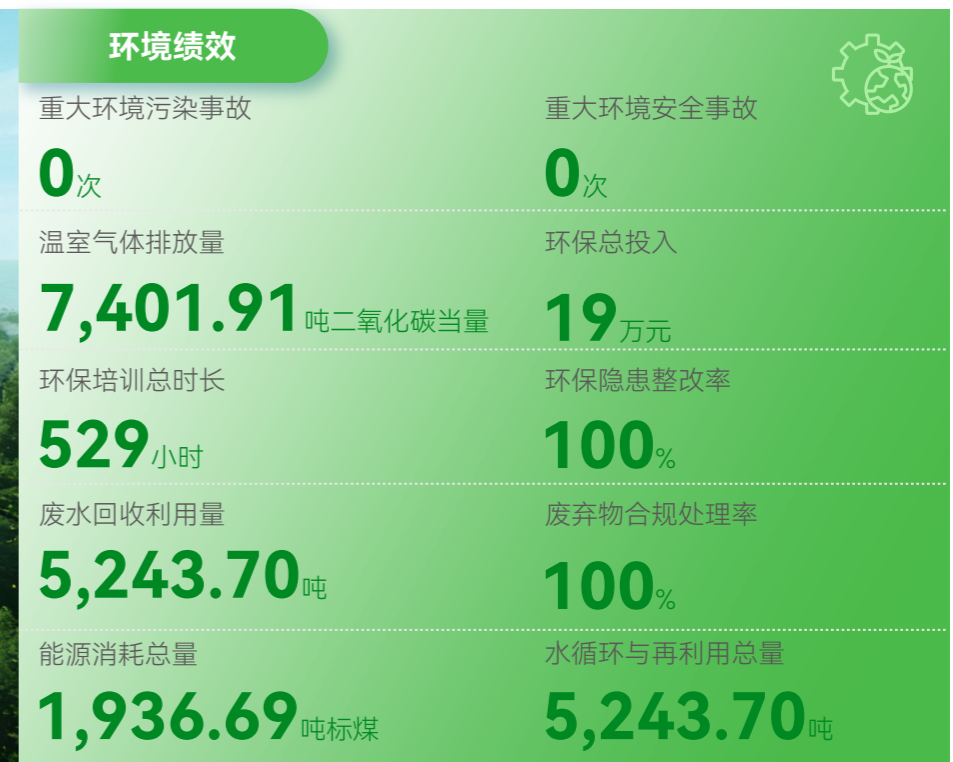 环境绩效
重大环境污染事故
0次
重大环境安全事故
0次
温室气体排放量
7,401.91吨二氧化碳当量
环保总投入
19万元
环保培训总时长
529小时
环保隐患整改率
100%
废水回收利用量
5,243.70吨
废弃物合规处理率
100%
能源消耗总量
1,936.69吨标煤
水循环与再利用总量
5,243.70吨